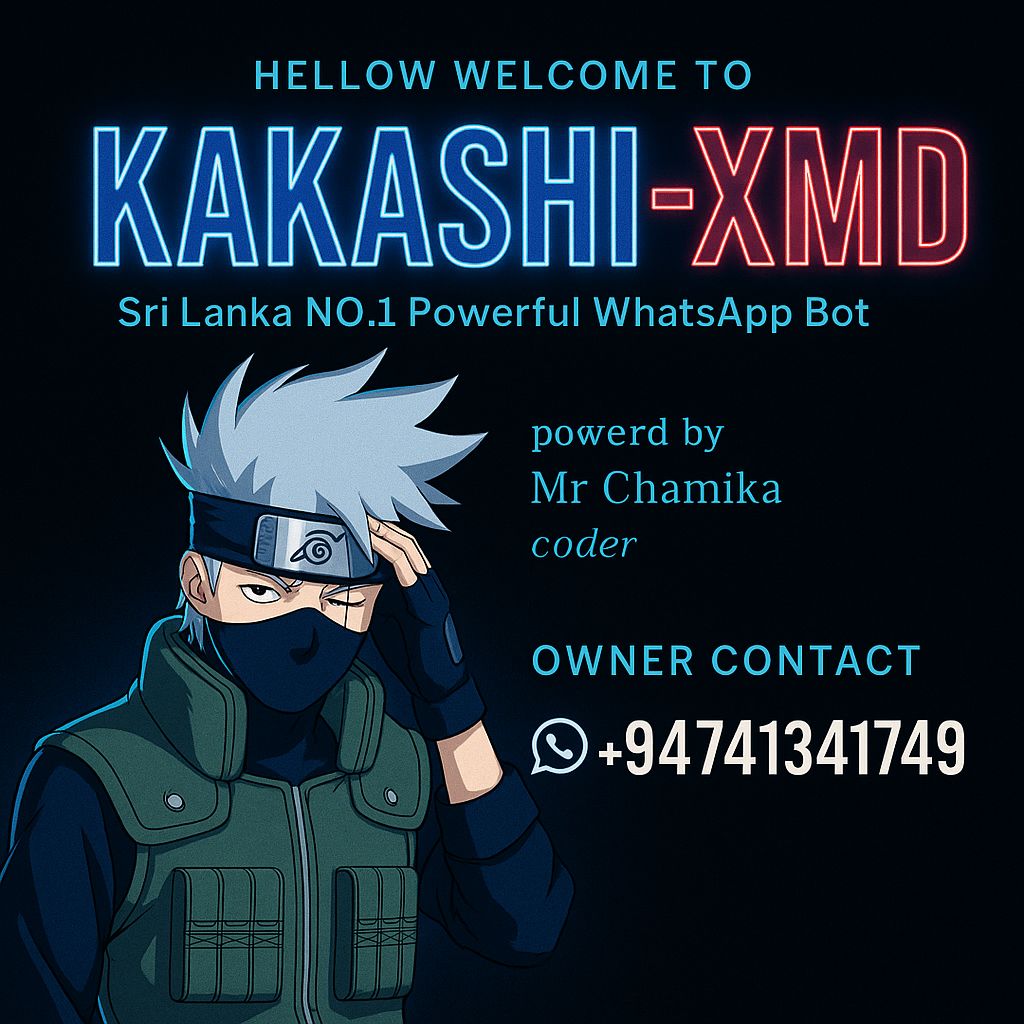 HELLOW WELCOME TO
KAKASHI-XMD
Sri Lanka NO.1 Powerful WhatsApp Bot
powerd by
Mr Chamika
coder
OWNER CONTACT
+94741341749